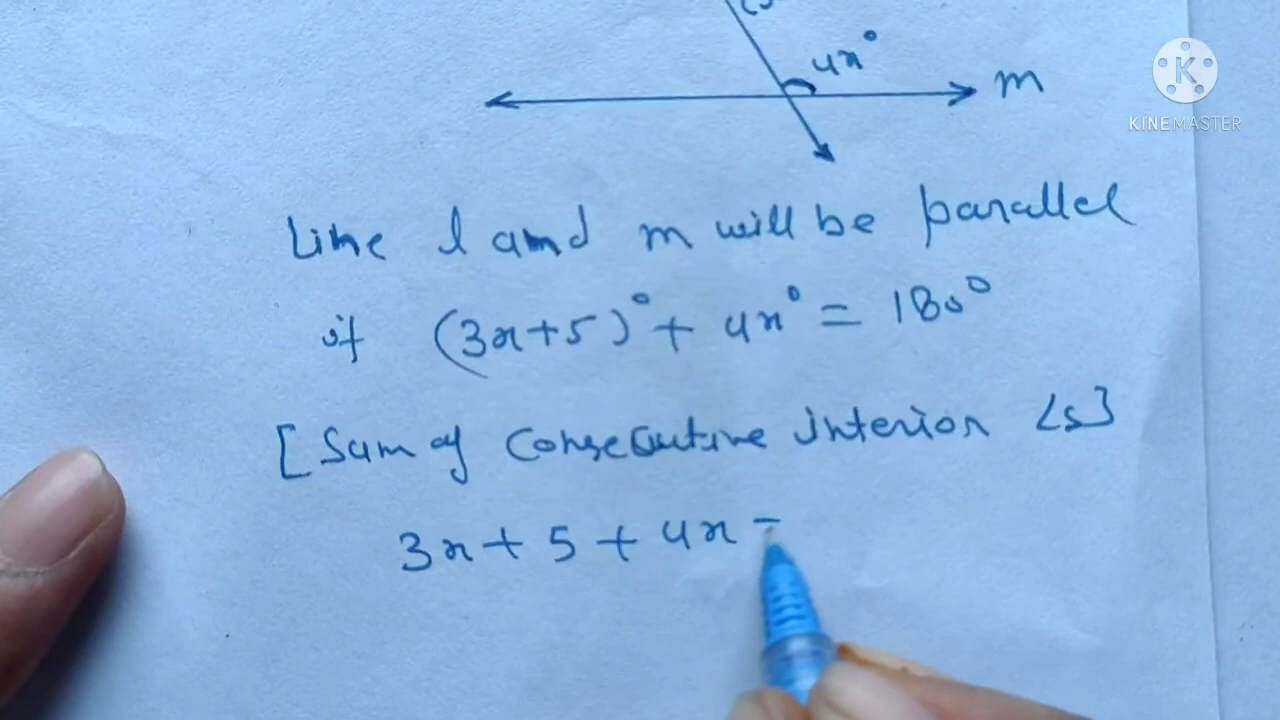 4x°
m
KINEMASTER
Line l and m will be parallel
if (3x+5)° + 4x° = 180°
[Sum of Consecutive interior <s]
3x + 5 + 4x =